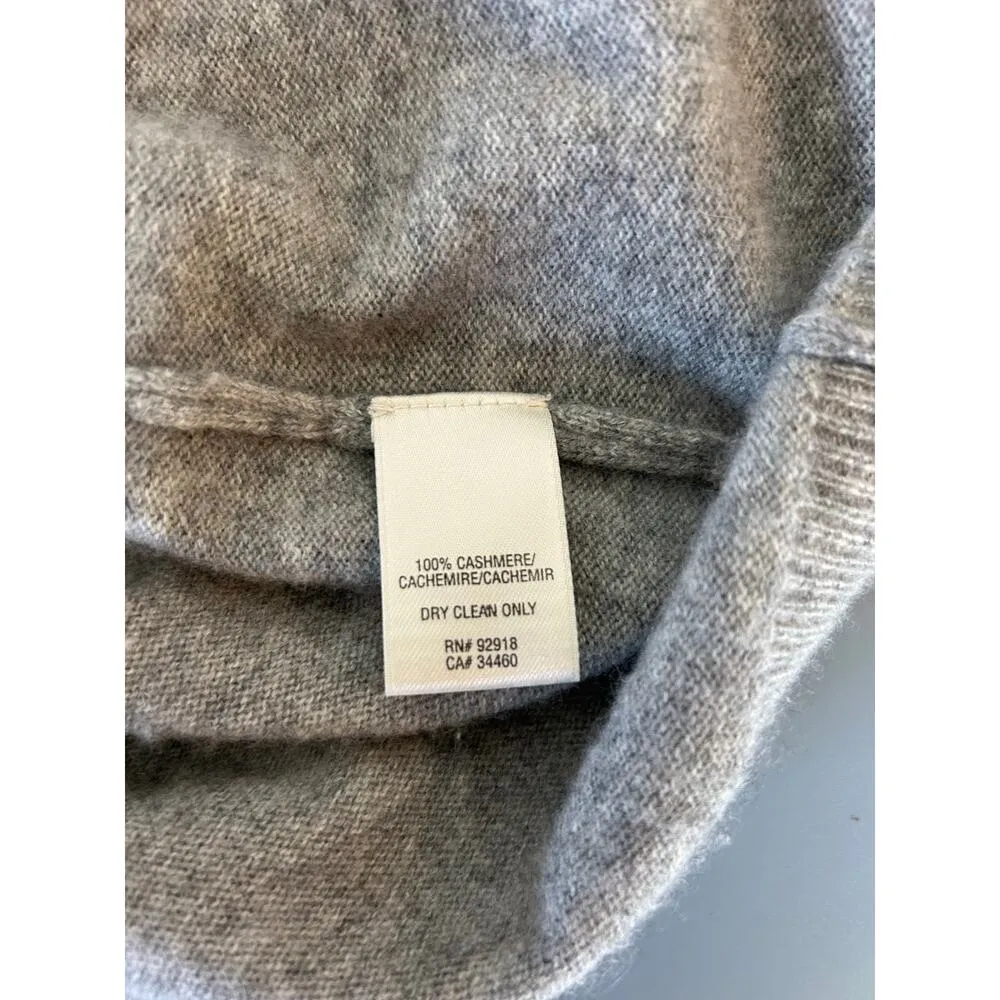 100% CASHMERE/
CACHEMIRE/CACHEMIR
DRY CLEAN ONLY
RN# 92918
CA# 34460